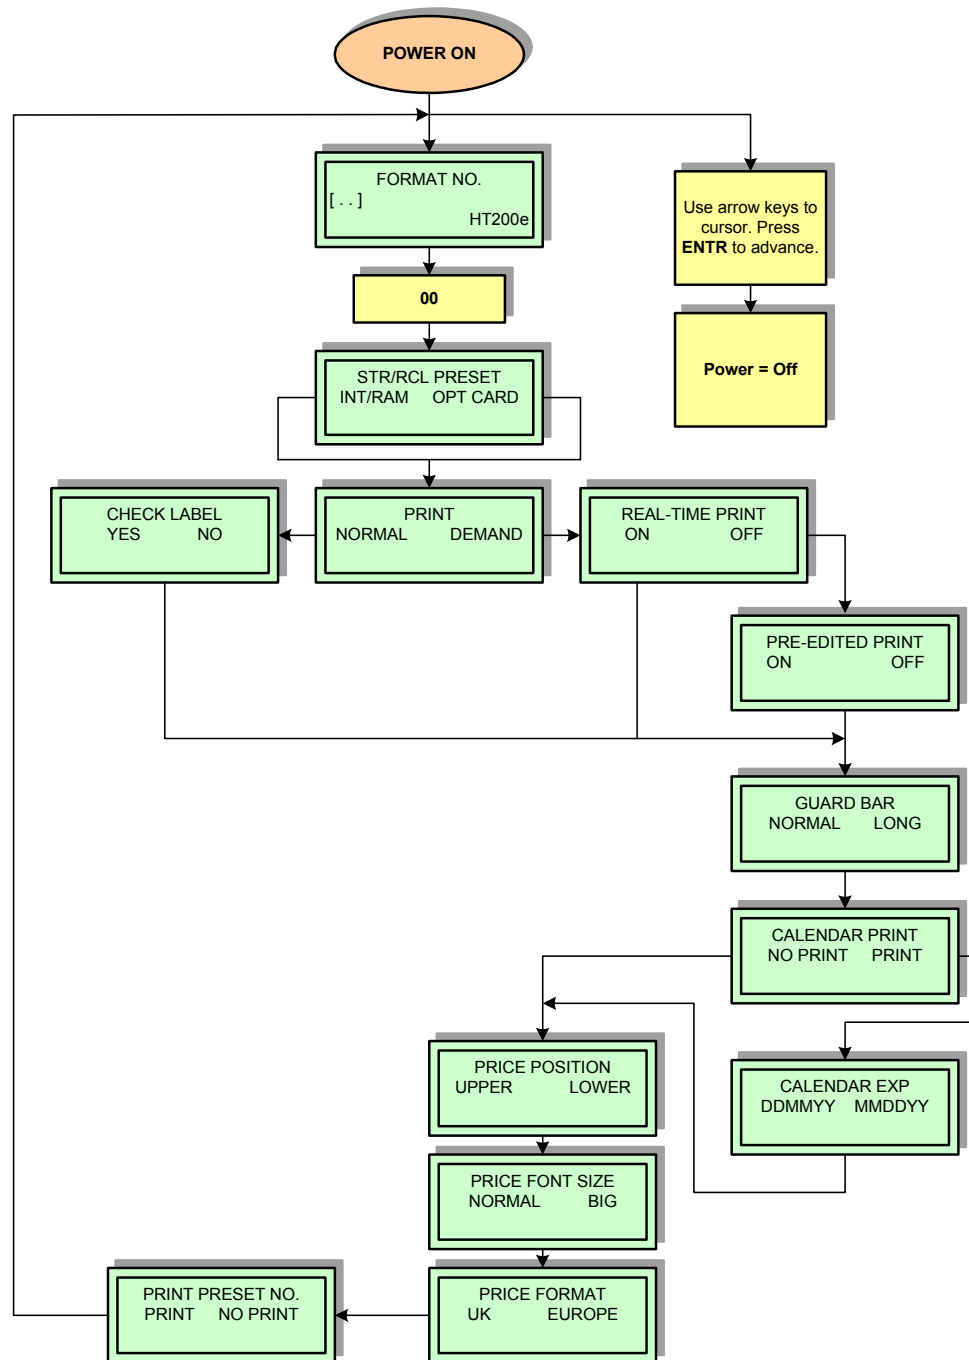 POWER ON
FORMAT NO.
[ . . ]
HT200e
Use arrow keys to
cursor. Press
ENTR to advance.
00
Power = Off
STR/RCL PRESET
INT/RAM OPT CARD
CHECK LABEL
YES NO
PRINT
NORMAL DEMAND
REAL-TIME PRINT
ON OFF
PRE-EDITED PRINT
ON OFF
GUARD BAR
NORMAL LONG
CALENDAR PRINT
NO PRINT PRINT
PRICE POSITION
UPPER LOWER
CALENDAR EXP
DDMMYY MMDDYY
PRICE FONT SIZE
NORMAL BIG
PRINT PRESET NO.
PRINT NO PRINT
PRICE FORMAT
UK EUROPE